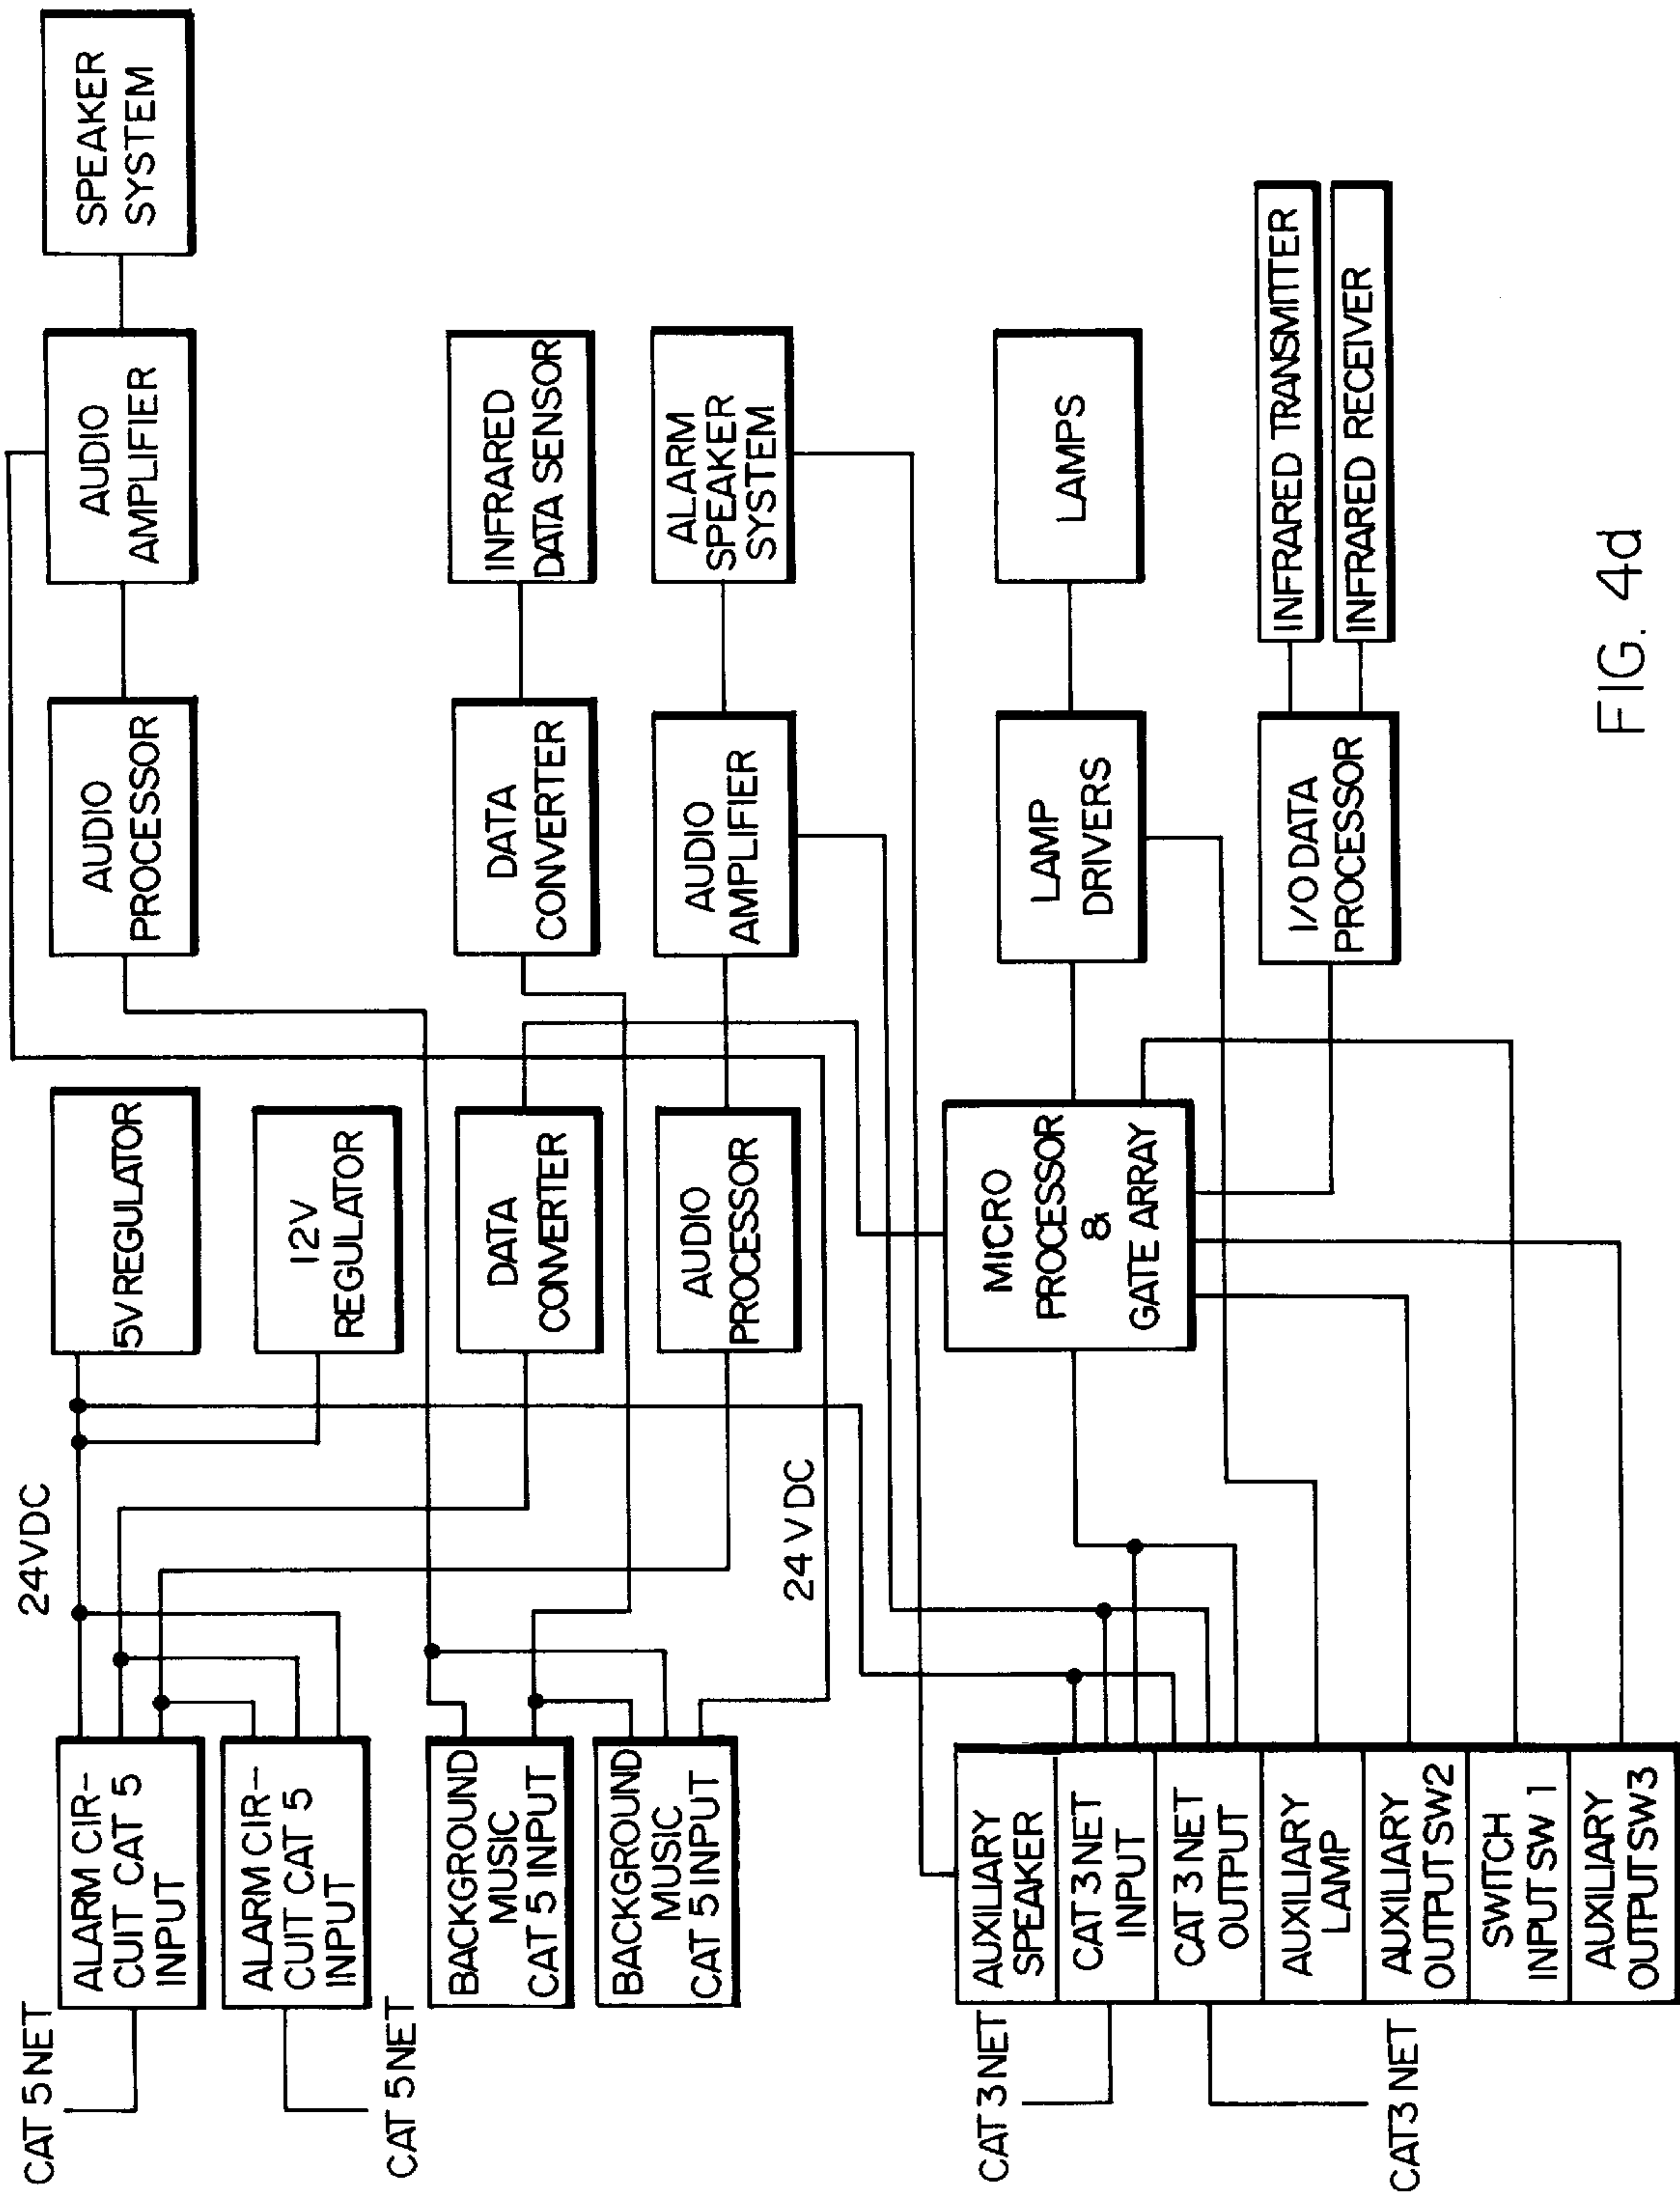 CAT 5 NET
ALARM CIR-
CUIT CAT 5
INPUT
ALARM CIR-
CUIT CAT 5
INPUT
CAT 5 NET
24VDC
5V REGULATOR
12V
REGULATOR
AUDIO
PROCESSOR
AUDIO
AMPLIFIER
SPEAKER
SYSTEM
BACKGROUND
MUSIC
CAT 5 INPUT
BACKGROUND
MUSIC
CAT 5 INPUT
DATA
CONVERTER
DATA
CONVERTER
INFRARED
DATA SENSOR
AUDIO
PROCESSOR
AUDIO
AMPLIFIER
ALARM
SPEAKER
SYSTEM
24 V DC
CAT 3 NET
AUXILIARY
SPEAKER
CAT 3 NET
INPUT
CAT 3 NET
OUTPUT
AUXILIARY
LAMP
AUXILIARY
OUTPUT SW2
SWITCH
INPUT SW 1
AUXILIARY
OUTPUT SW3
CAT3 NET
MICRO
PROCESSOR
&
GATE ARRAY
LAMP
DRIVERS
LAMPS
I/O DATA
PROCESSOR
INFRARED TRANSMITTER
INFRARED RECEIVER
FIG. 4d